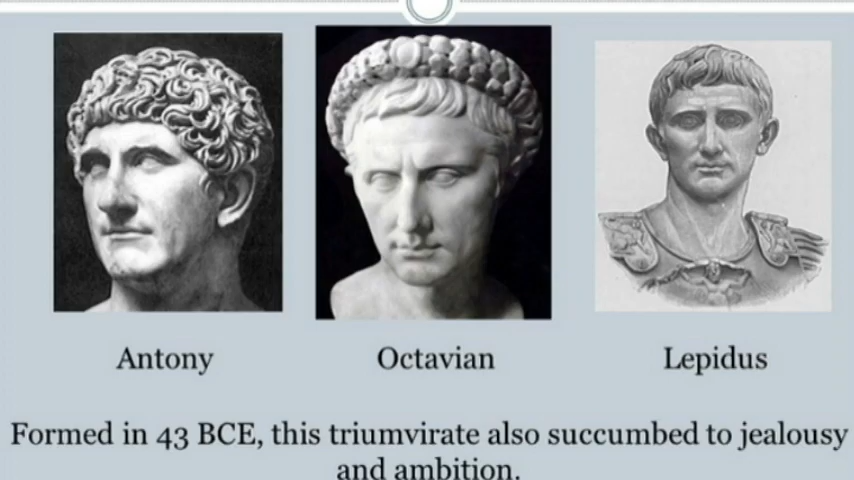 Antony Octavian Lepidus
Formed in 43 BCE, this triumvirate also succumbed to jealousy
and ambition.